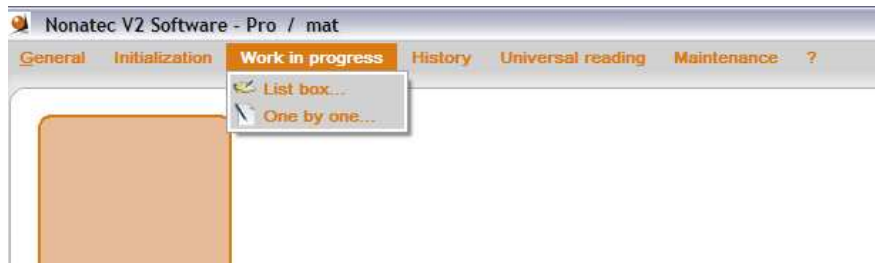 Nonatec V2 Software - Pro / mat
General Initialization Work in progress History Universal reading Maintenance ?
List box...
One by one...